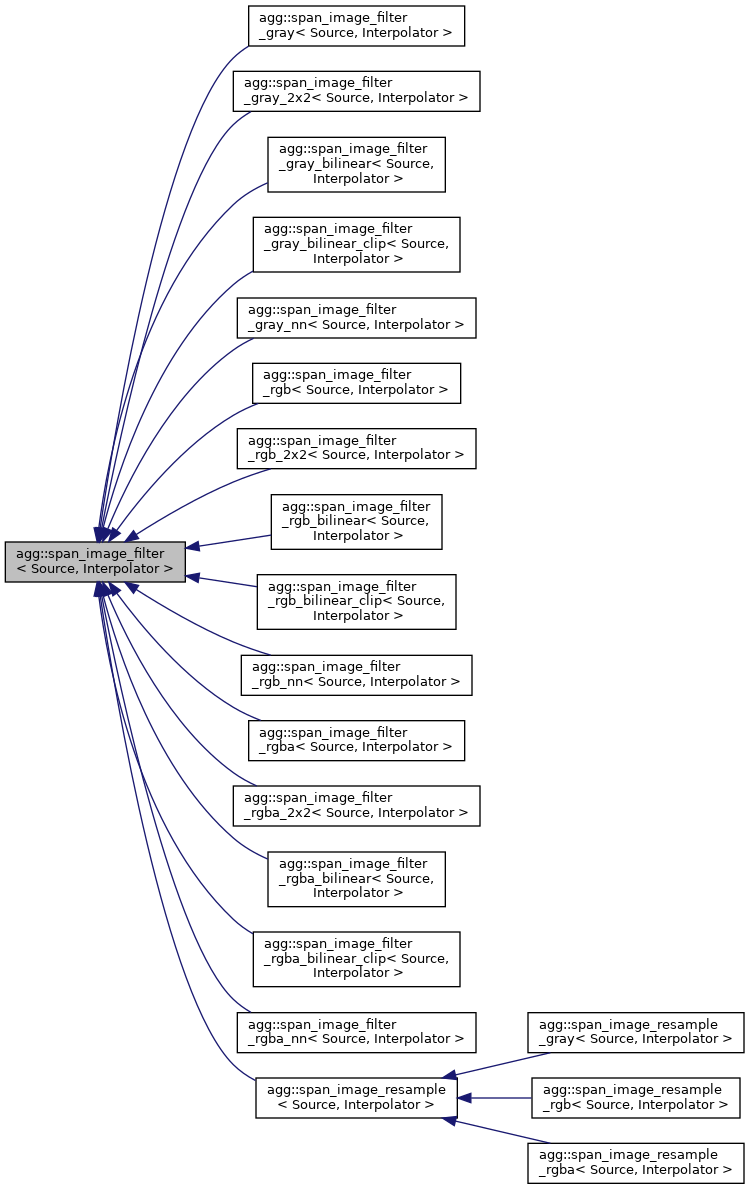 agg::span_image_filter
_gray< Source, Interpolator >
agg::span_image_filter
_gray_2x2< Source, Interpolator >
agg::span_image_filter
_gray_bilinear< Source,
Interpolator >
agg::span_image_filter
_gray_bilinear_clip< Source,
Interpolator >
agg::span_image_filter
_gray_nn< Source, Interpolator >
agg::span_image_filter
_rgb< Source, Interpolator >
agg::span_image_filter
_rgb_2x2< Source, Interpolator >
agg::span_image_filter
_rgb_bilinear< Source,
Interpolator >
agg::span_image_filter
< Source, Interpolator >
agg::span_image_filter
_rgb_bilinear_clip< Source,
Interpolator >
agg::span_image_filter
_rgb_nn< Source, Interpolator >
agg::span_image_filter
_rgba< Source, Interpolator >
agg::span_image_filter
_rgba_2x2< Source, Interpolator >
agg::span_image_filter
_rgba_bilinear< Source,
Interpolator >
agg::span_image_filter
_rgba_bilinear_clip< Source,
Interpolator >
agg::span_image_filter
_rgba_nn< Source, Interpolator >
agg::span_image_resample
< Source, Interpolator >
agg::span_image_resample
_gray< Source, Interpolator >
agg::span_image_resample
_rgb< Source, Interpolator >
agg::span_image_resample
_rgba< Source, Interpolator >